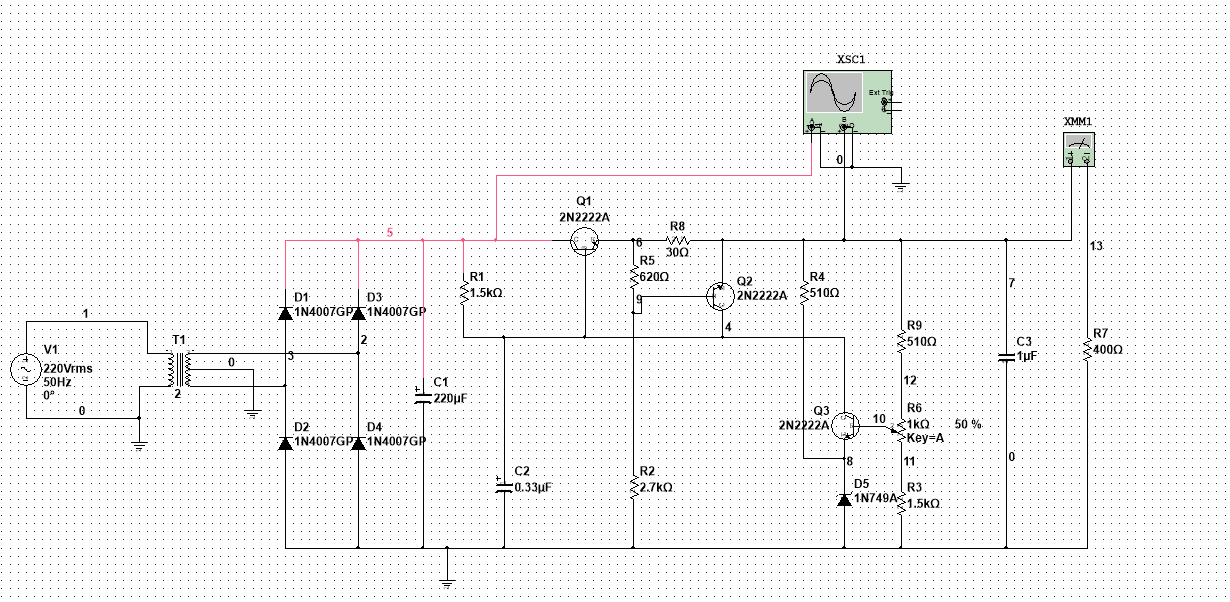 XSC1
Ext Trig
A
B
0
XMM1
Q1
2N2222A
5
6
R8
30Ω
13
R5
620Ω
R1
1.5kΩ
9
Q2
2N2222A
R4
510Ω
7
D1
1N4007GP
D3
1N4007GP
1
4
R9
510Ω
T1
2
V1
220Vrms
50Hz
0°
3
0
2
C3
1µF
R7
400Ω
12
C1
220µF
0
Q3
2N2222A
10
R6
1kΩ
Key=A
50 %
D2
1N4007GP
D4
1N4007GP
8
11
0
C2
0.33µF
R2
2.7kΩ
D5
1N749A
R3
1.5kΩ